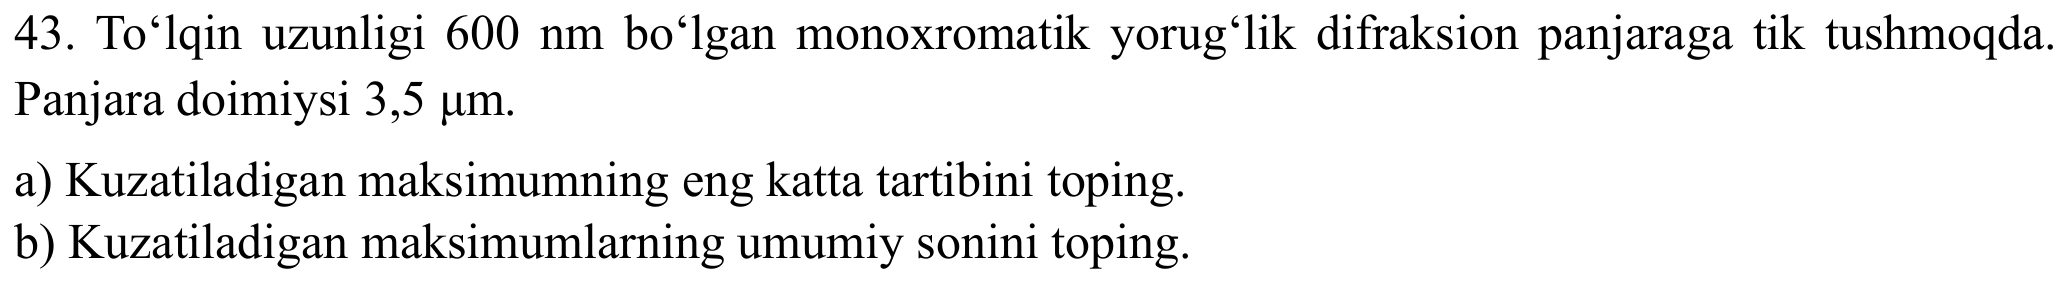 43. To‘lqin uzunligi 600 nm bo‘lgan monoxromatik yorug‘lik difraksion panjaraga tik tushmoqda.
Panjara doimiysi 3,5 μm.
a) Kuzatiladigan maksimumning eng katta tartibini toping.
b) Kuzatiladigan maksimumlarning umumiy sonini toping.